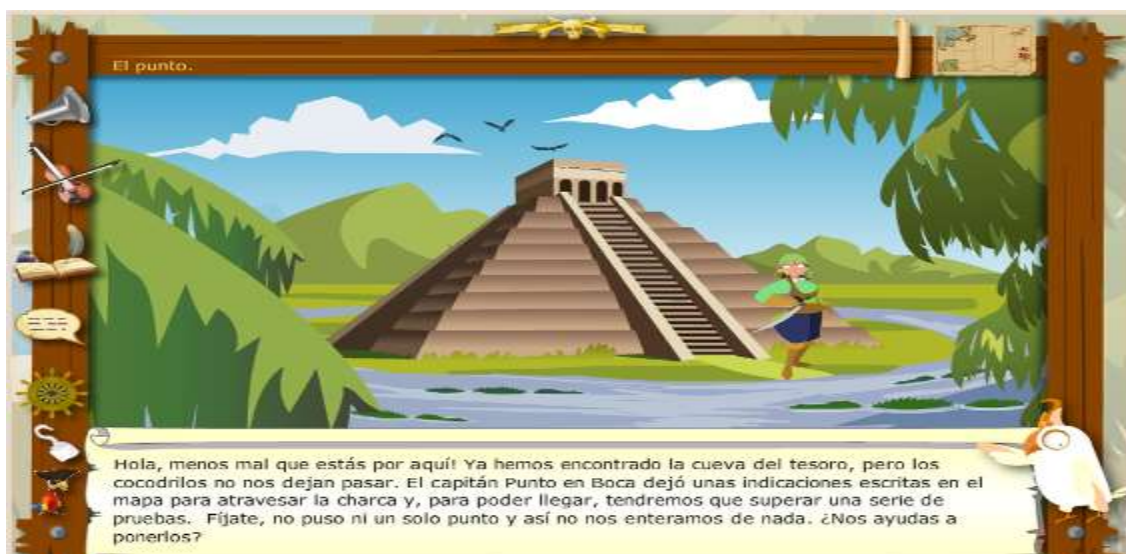 El punto.
Hola, menos mal que estás por aquí! Ya hemos encontrado la cueva del tesoro, pero los
cocodrilos no nos dejan pasar. El capitán Punto en Boca dejó unas indicaciones escritas en el
mapa para atravesar la charca y, para poder llegar, tendremos que superar una serie de
pruebas. Fíjate, no puso ni un solo punto y así no nos enteramos de nada. ¿Nos ayudas a
ponerlos?